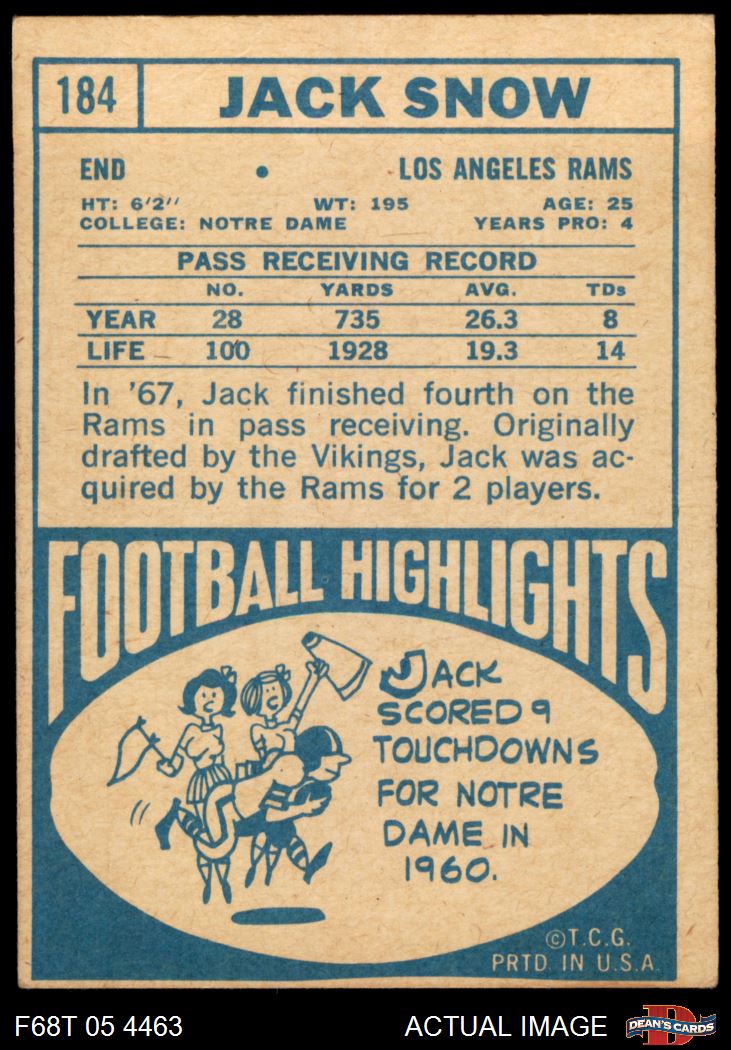 184 JACK SNOW
END • LOS ANGELES RAMS
HT: 6'2" WT: 195 AGE: 25
COLLEGE: NOTRE DAME YEARS PRO: 4
PASS RECEIVING RECORD
NO. YARDS AVG. TDs
YEAR 28 735 26.3 8
LIFE 100 1928 19.3 14
In '67, Jack finished fourth on the
Rams in pass receiving. Originally
drafted by the Vikings, Jack was ac-
quired by the Rams for 2 players.
FOOTBALL HIGHLIGHTS
JACK
SCORED 9
TOUCHDOWNS
FOR NOTRE
DAME IN
1960.
©T.C.G.
PRTD. IN U.S.A.
F68T 05 4463 ACTUAL IMAGE D DEAN'S CARDS